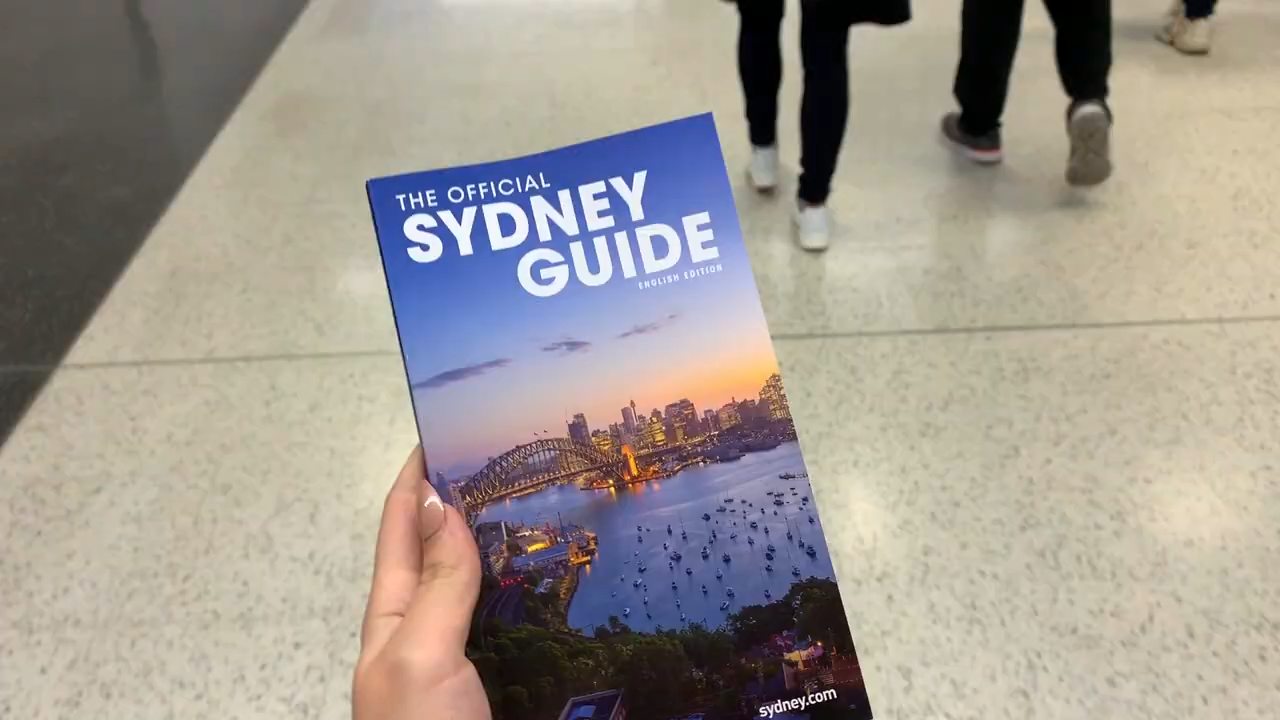 THE OFFICIAL
SYDNEY
GUIDE
ENGLISH EDITION
sydney.com